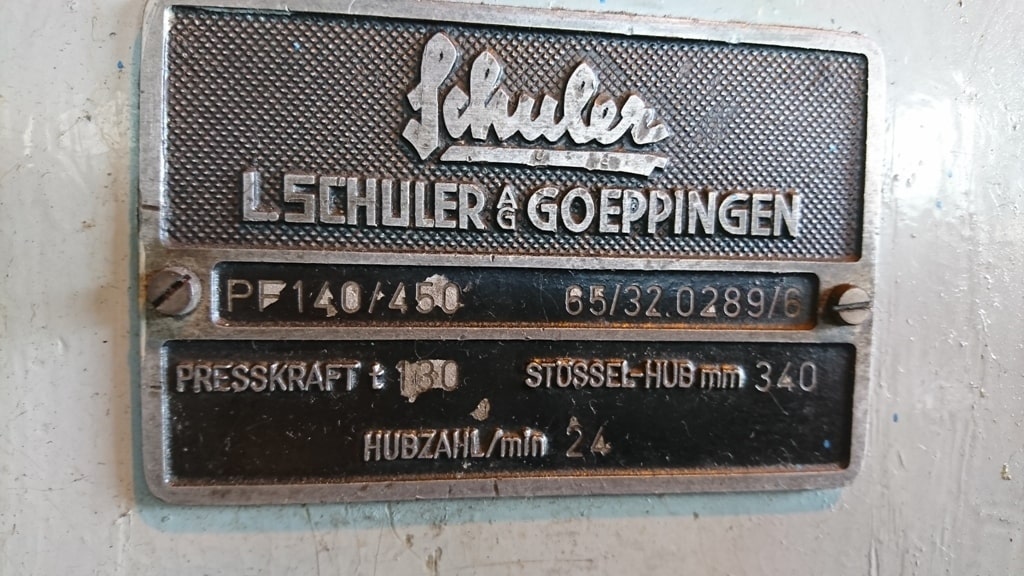 Schuler
L.SCHULER AG GOEPPINGEN
PF 140/450 65/32.0289/6
PRESSKRAFT t 130 STÖSSEL-HUB mm 340
HUBZAHL/min 24